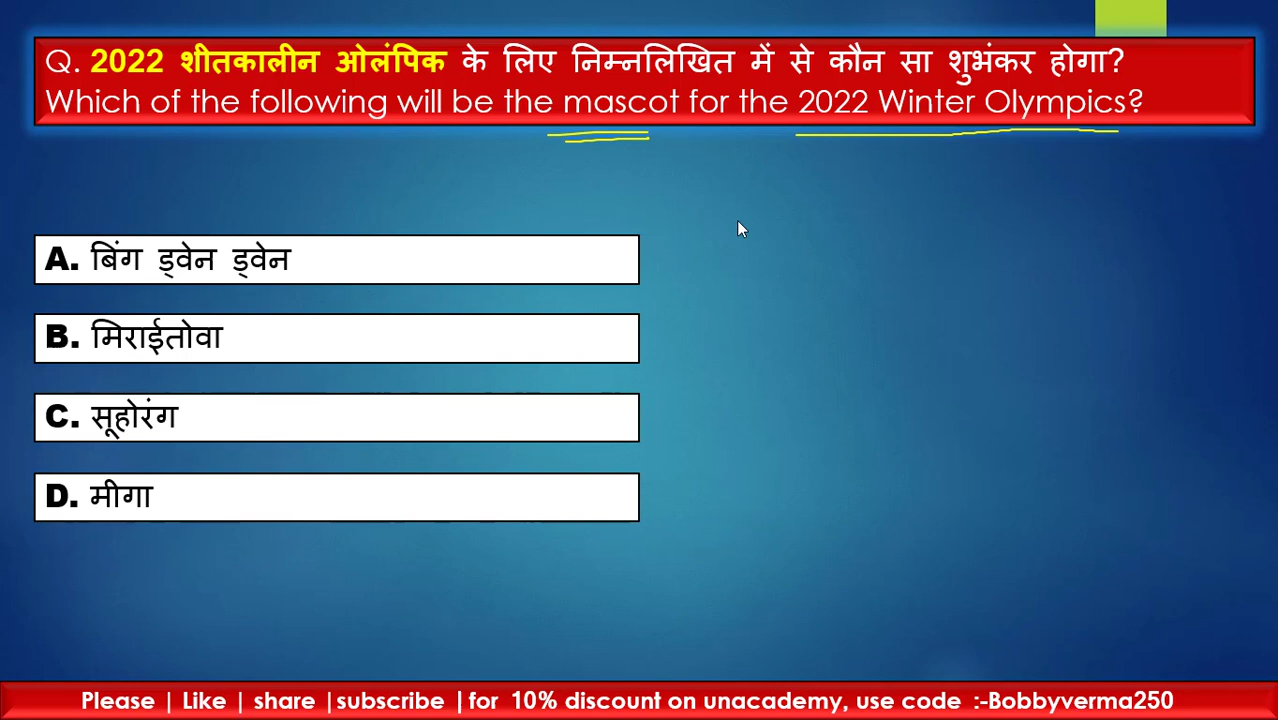 Q. 2022 शीतकालीन ओलंपिक के लिए निम्नलिखित में से कौन सा शुभंकर होगा?
Which of the following will be the mascot for the 2022 Winter Olympics?
A. बिंग ड्वेन ड्वेन
B. मिराईतोवा
C. सूहोरंग
D. मीगा
Please | Like | share |subscribe |for 10% discount on unacademy, use code :-Bobbyverma250